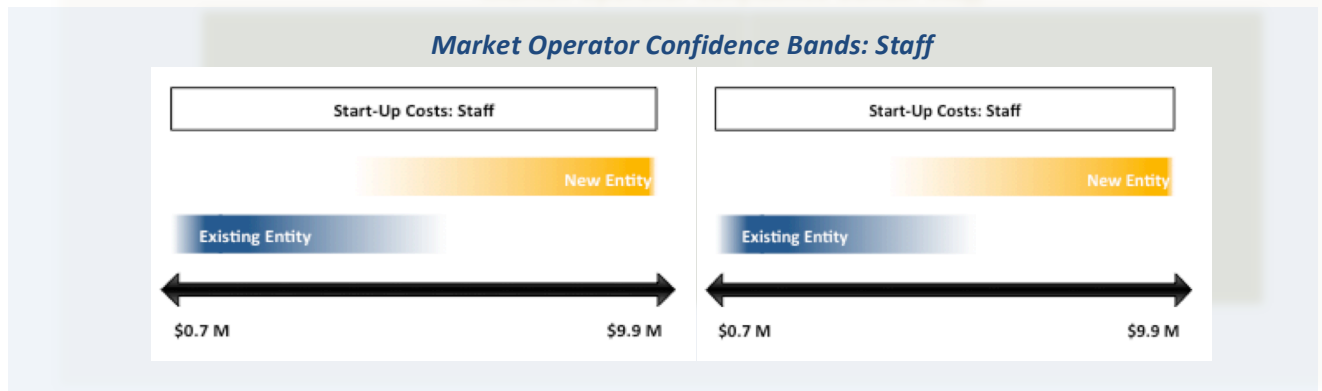 Market Operator Confidence Bands: Staff
Start-Up Costs: Staff
New Entity
Existing Entity
$0.7 M
$9.9 M
Start-Up Costs: Staff
New Entity
Existing Entity
$0.7 M
$9.9 M